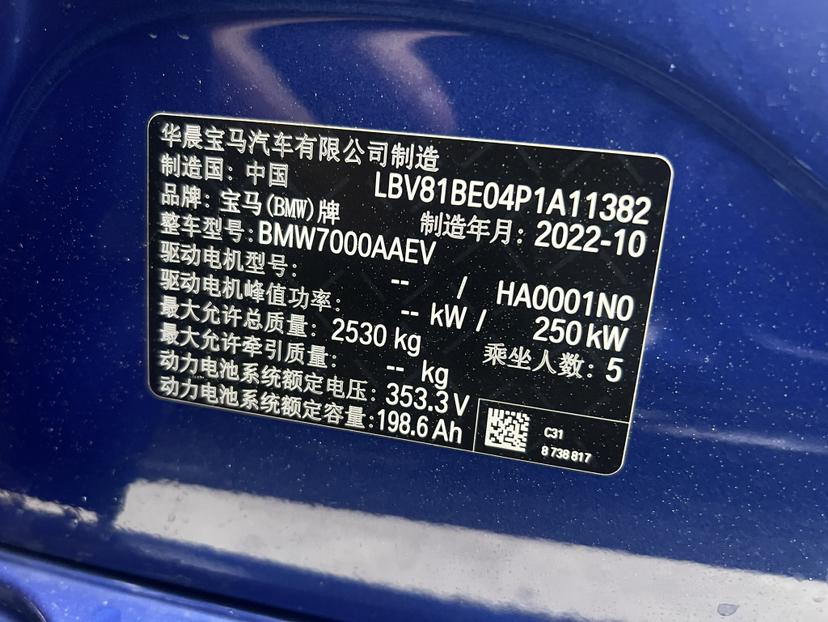 华晨宝马汽车有限公司制造
制造国：中国 LBV81BE04P1A11382
品牌：宝马(BMW)牌 制造年月：2022-10
整车型号：BMW7000AAEV
驱动电机型号： -- / HA0001N0
驱动电机峰值功率： -- kW / 250 kW
最大允许总质量： 2530 kg 乘坐人数：5
最大允许牵引质量： -- kg
动力电池系统额定电压：353.3 V
动力电池系统额定容量：198.6 Ah
C31
8 738 817